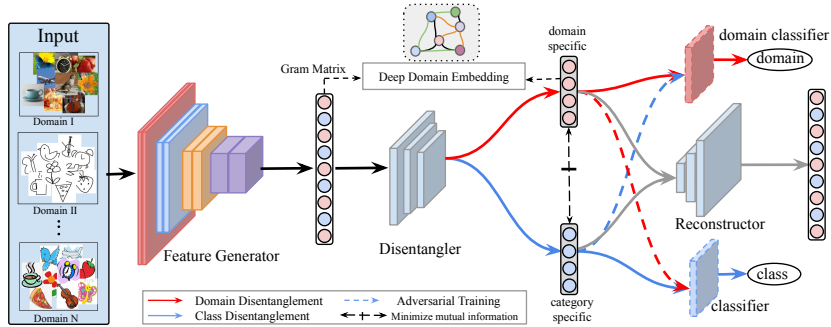 Input
Domain I
Domain II
Domain N
Feature Generator
Gram Matrix
Deep Domain Embedding
Disentangler
domain
specific
category
specific
domain classifier
domain
Reconstructor
class
classifier
Domain Disentanglement
Class Disentanglement
Adversarial Training
Minimize mutual information